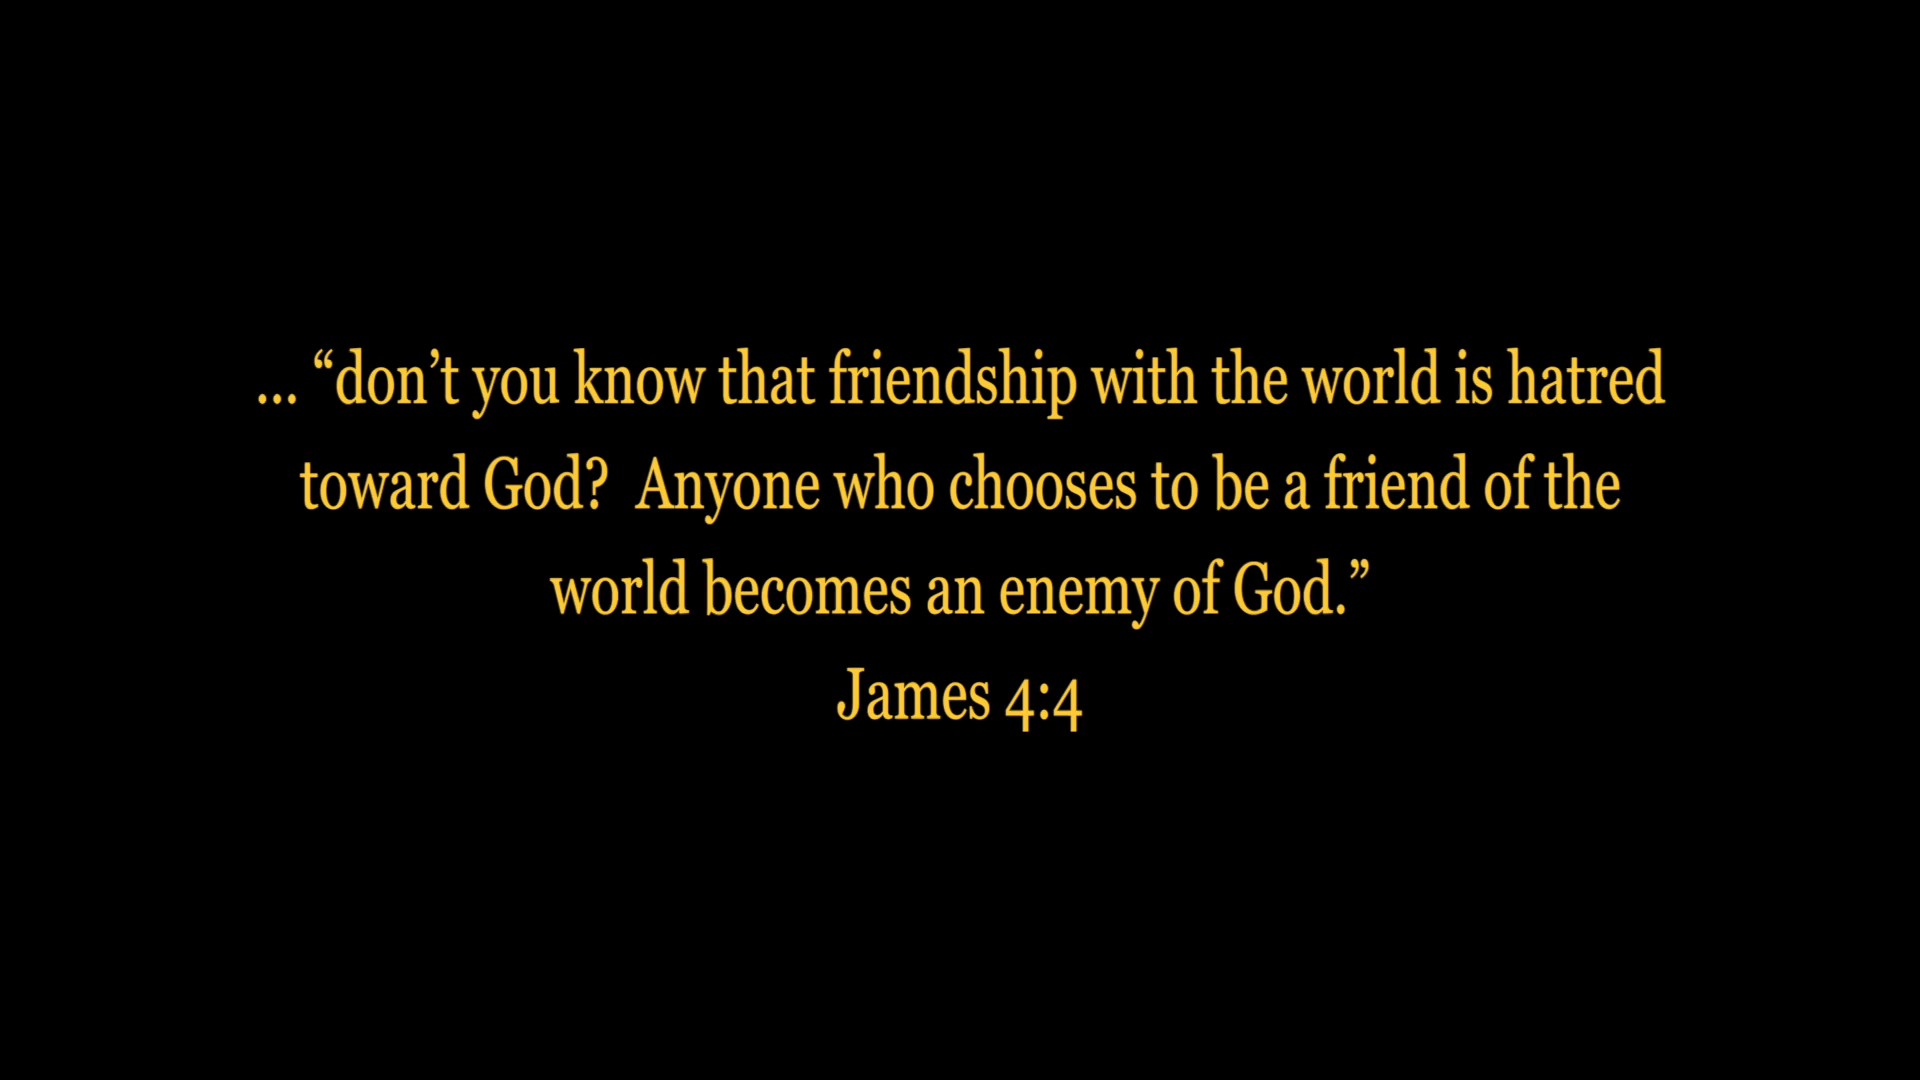 ... “don’t you know that friendship with the world is hatred
toward God?  Anyone who chooses to be a friend of the
world becomes an enemy of God.”
James 4:4